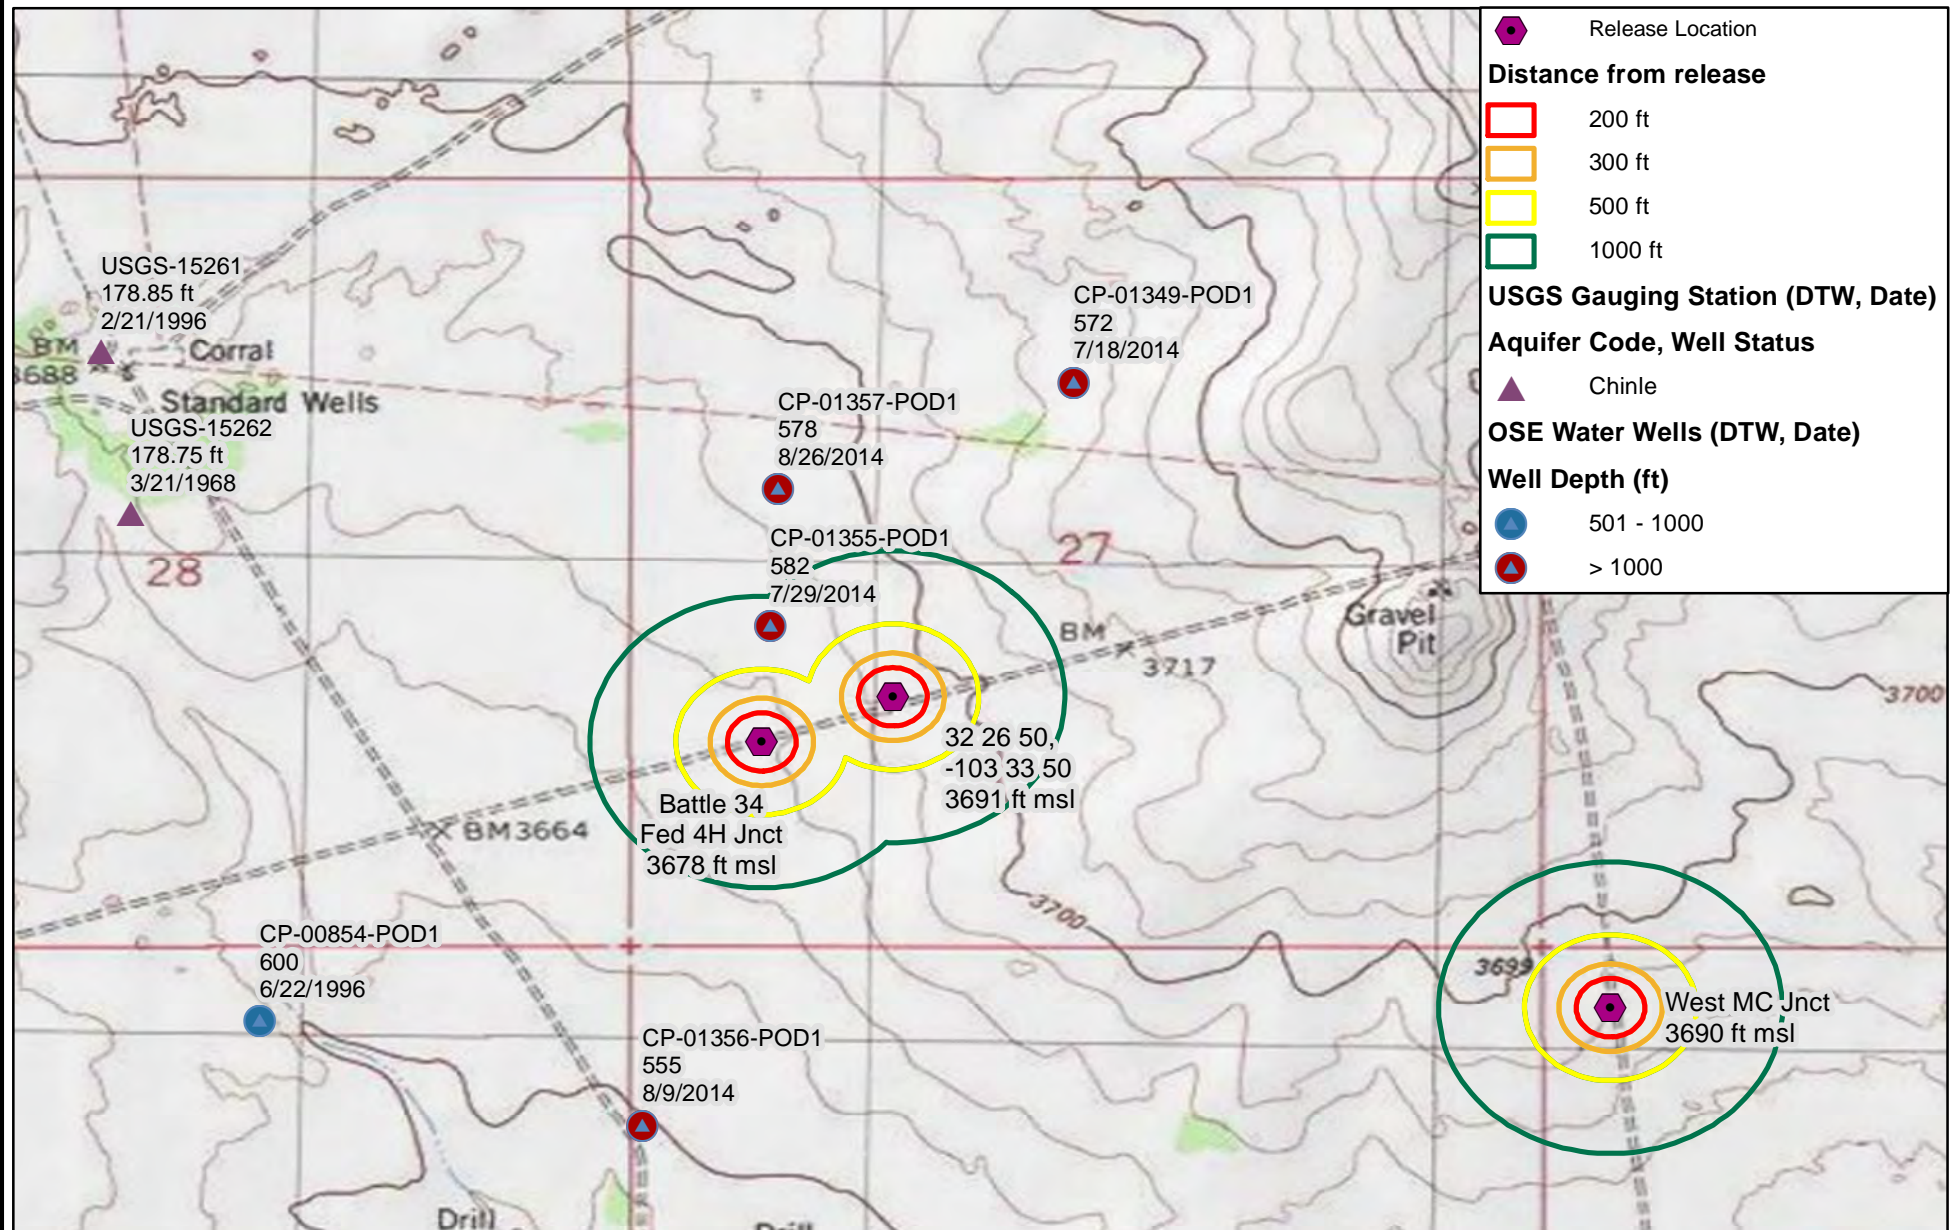 Release Location
Distance from release
200 ft
300 ft
500 ft
1000 ft
USGS Gauging Station (DTW, Date)
Aquifer Code, Well Status
Chinle
OSE Water Wells (DTW, Date)
Well Depth (ft)
501 - 1000
> 1000
USGS-15261
178.85 ft
2/21/1996
BM
3688
Corral
Standard Wells
USGS-15262
178.75 ft
3/21/1968
28
CP-01349-POD1
572
7/18/2014
CP-01357-POD1
578
8/26/2014
CP-01355-POD1
582
7/29/2014
27
Gravel
Pit
BM
3717
3700
32 26 50,
-103 33 50
3691 ft msl
Battle 34
Fed 4H Jnct
3678 ft msl
BM3664
3700
CP-00854-POD1
600
6/22/1996
3699
West MC Jnct
3690 ft msl
CP-01356-POD1
555
8/9/2014
Drill
Drill